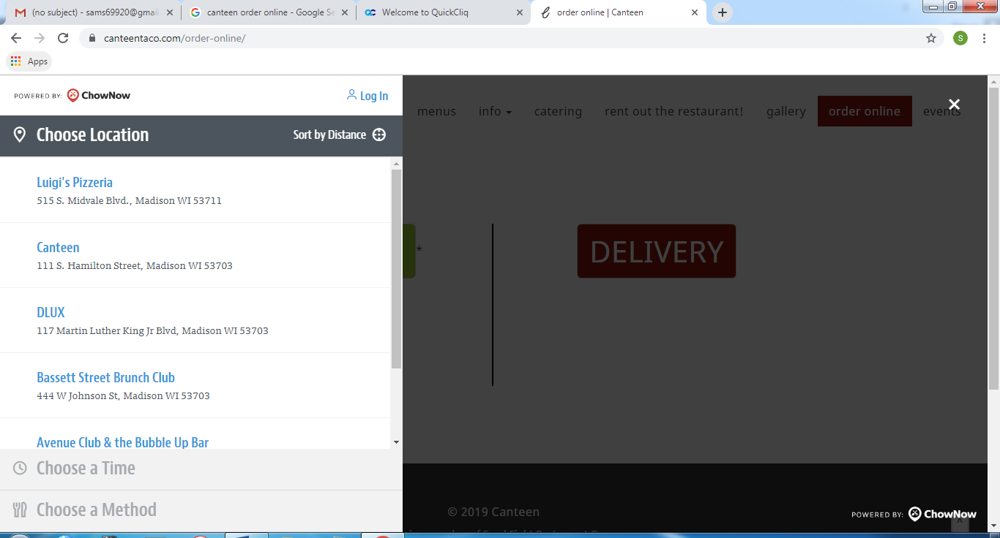 (no subject) - sams69920@gmail
canteen order online - Google Se
Welcome to QuickCliq
order online | Canteen
canteentaco.com/order-online/
S
Apps
POWERED BY: ChowNow
Log In
menus
info
catering
rent out the restaurant!
gallery
order online
events
Choose Location
Sort by Distance
Luigi's Pizzeria
515 S. Midvale Blvd., Madison WI 53711
Canteen
111 S. Hamilton Street, Madison WI 53703
*
DELIVERY
DLUX
117 Martin Luther King Jr Blvd, Madison WI 53703
Bassett Street Brunch Club
444 W Johnson St, Madison WI 53703
Avenue Club & the Bubble Up Bar
Choose a Time
Choose a Method
© 2019 Canteen
POWERED BY: ChowNow